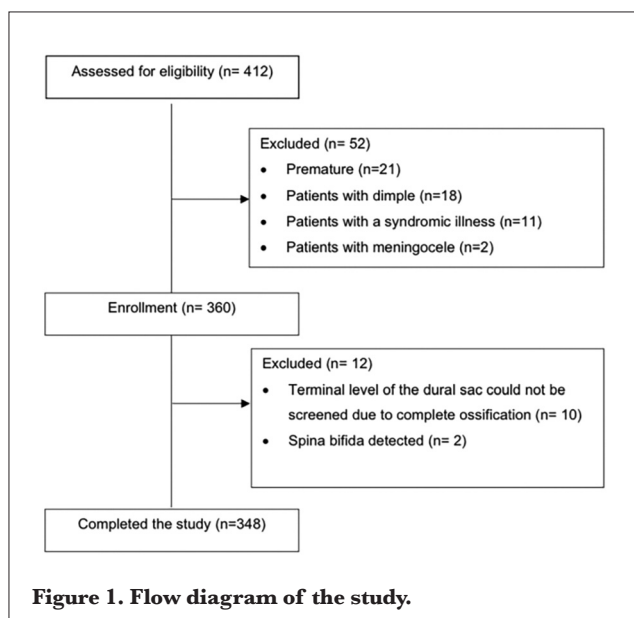 Assessed for eligibility (n= 412)
Excluded (n= 52)
• Premature (n=21)
• Patients with dimple (n=18)
• Patients with a syndromic illness (n=11)
• Patients with meningocele (n=2)
Enrollment (n= 360)
Excluded (n= 12)
• Terminal level of the dural sac could not be
screened due to complete ossification (n= 10)
• Spina bifida detected (n= 2)
Completed the study (n=348)
Figure 1. Flow diagram of the study.